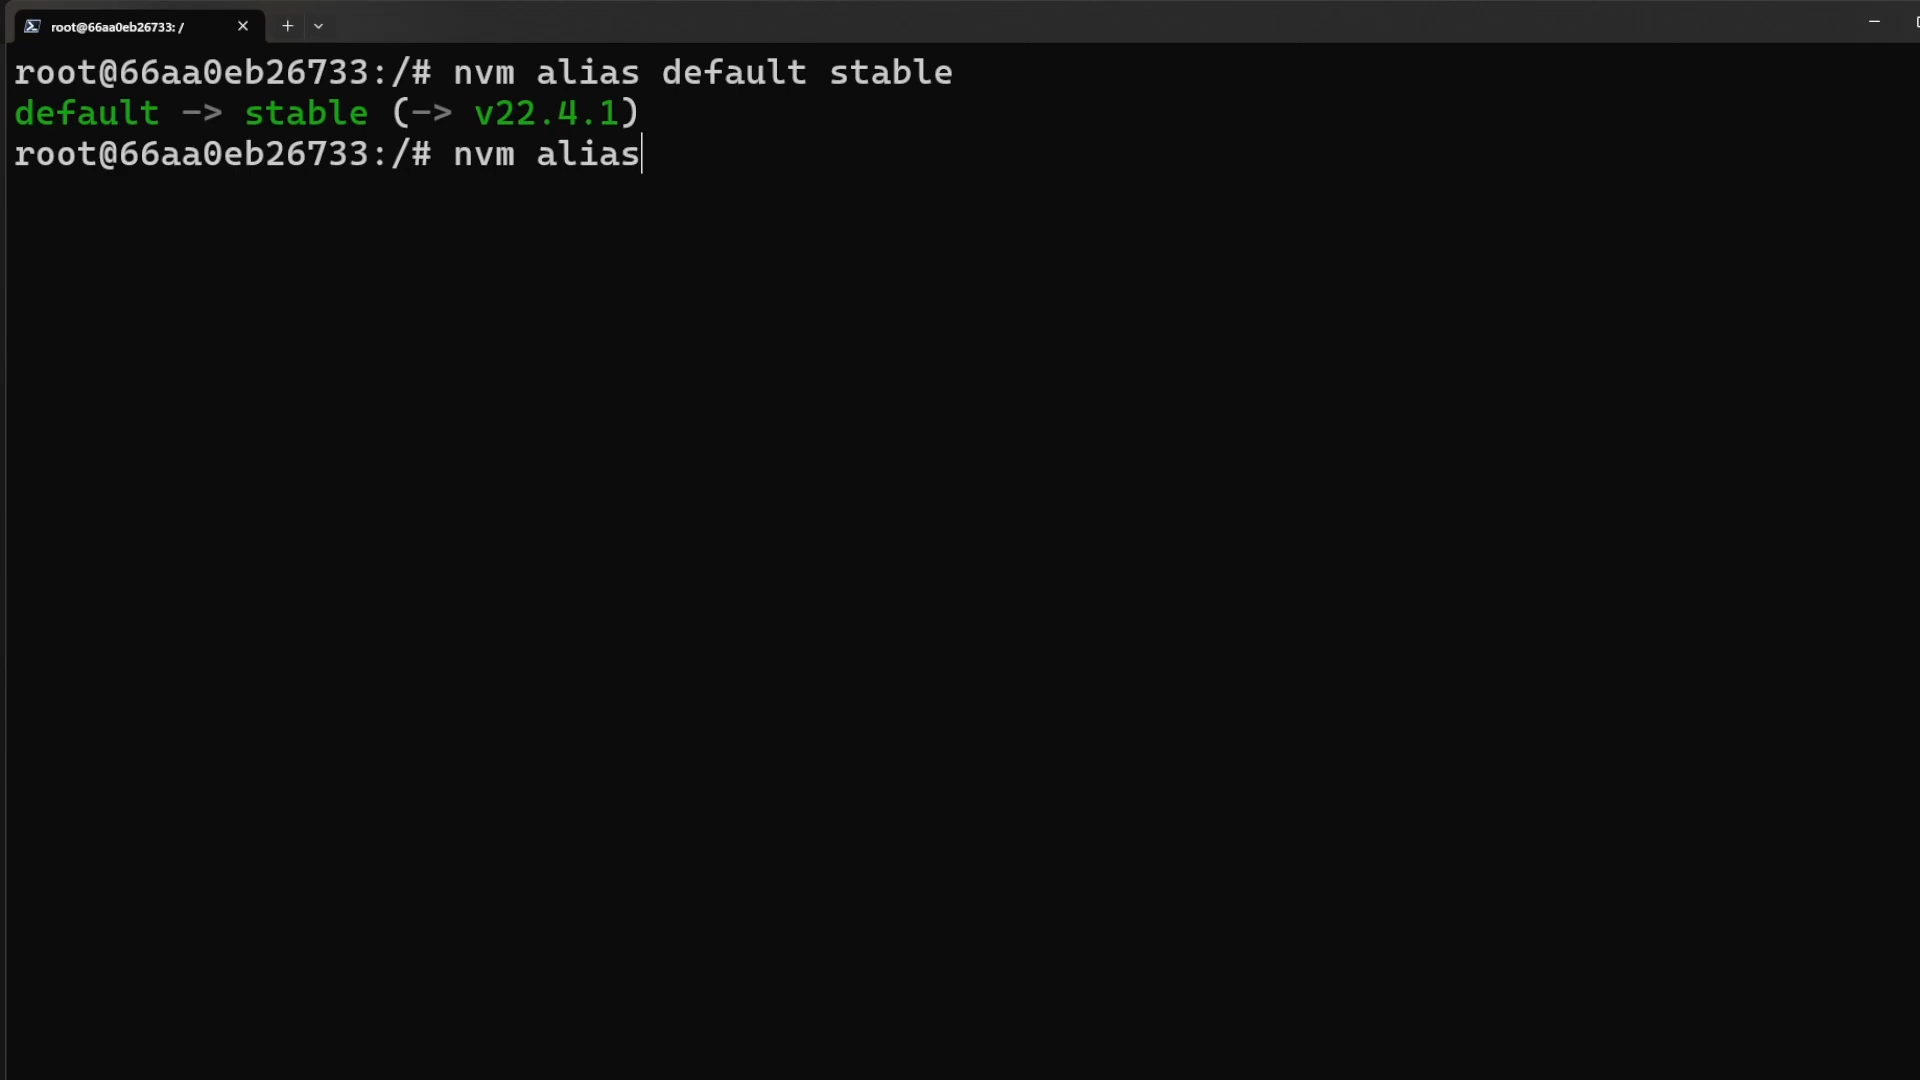 root@66aa0eb26733: /
root@66aa0eb26733:/# nvm alias default stable
default -> stable (-> v22.4.1)
root@66aa0eb26733:/# nvm alias